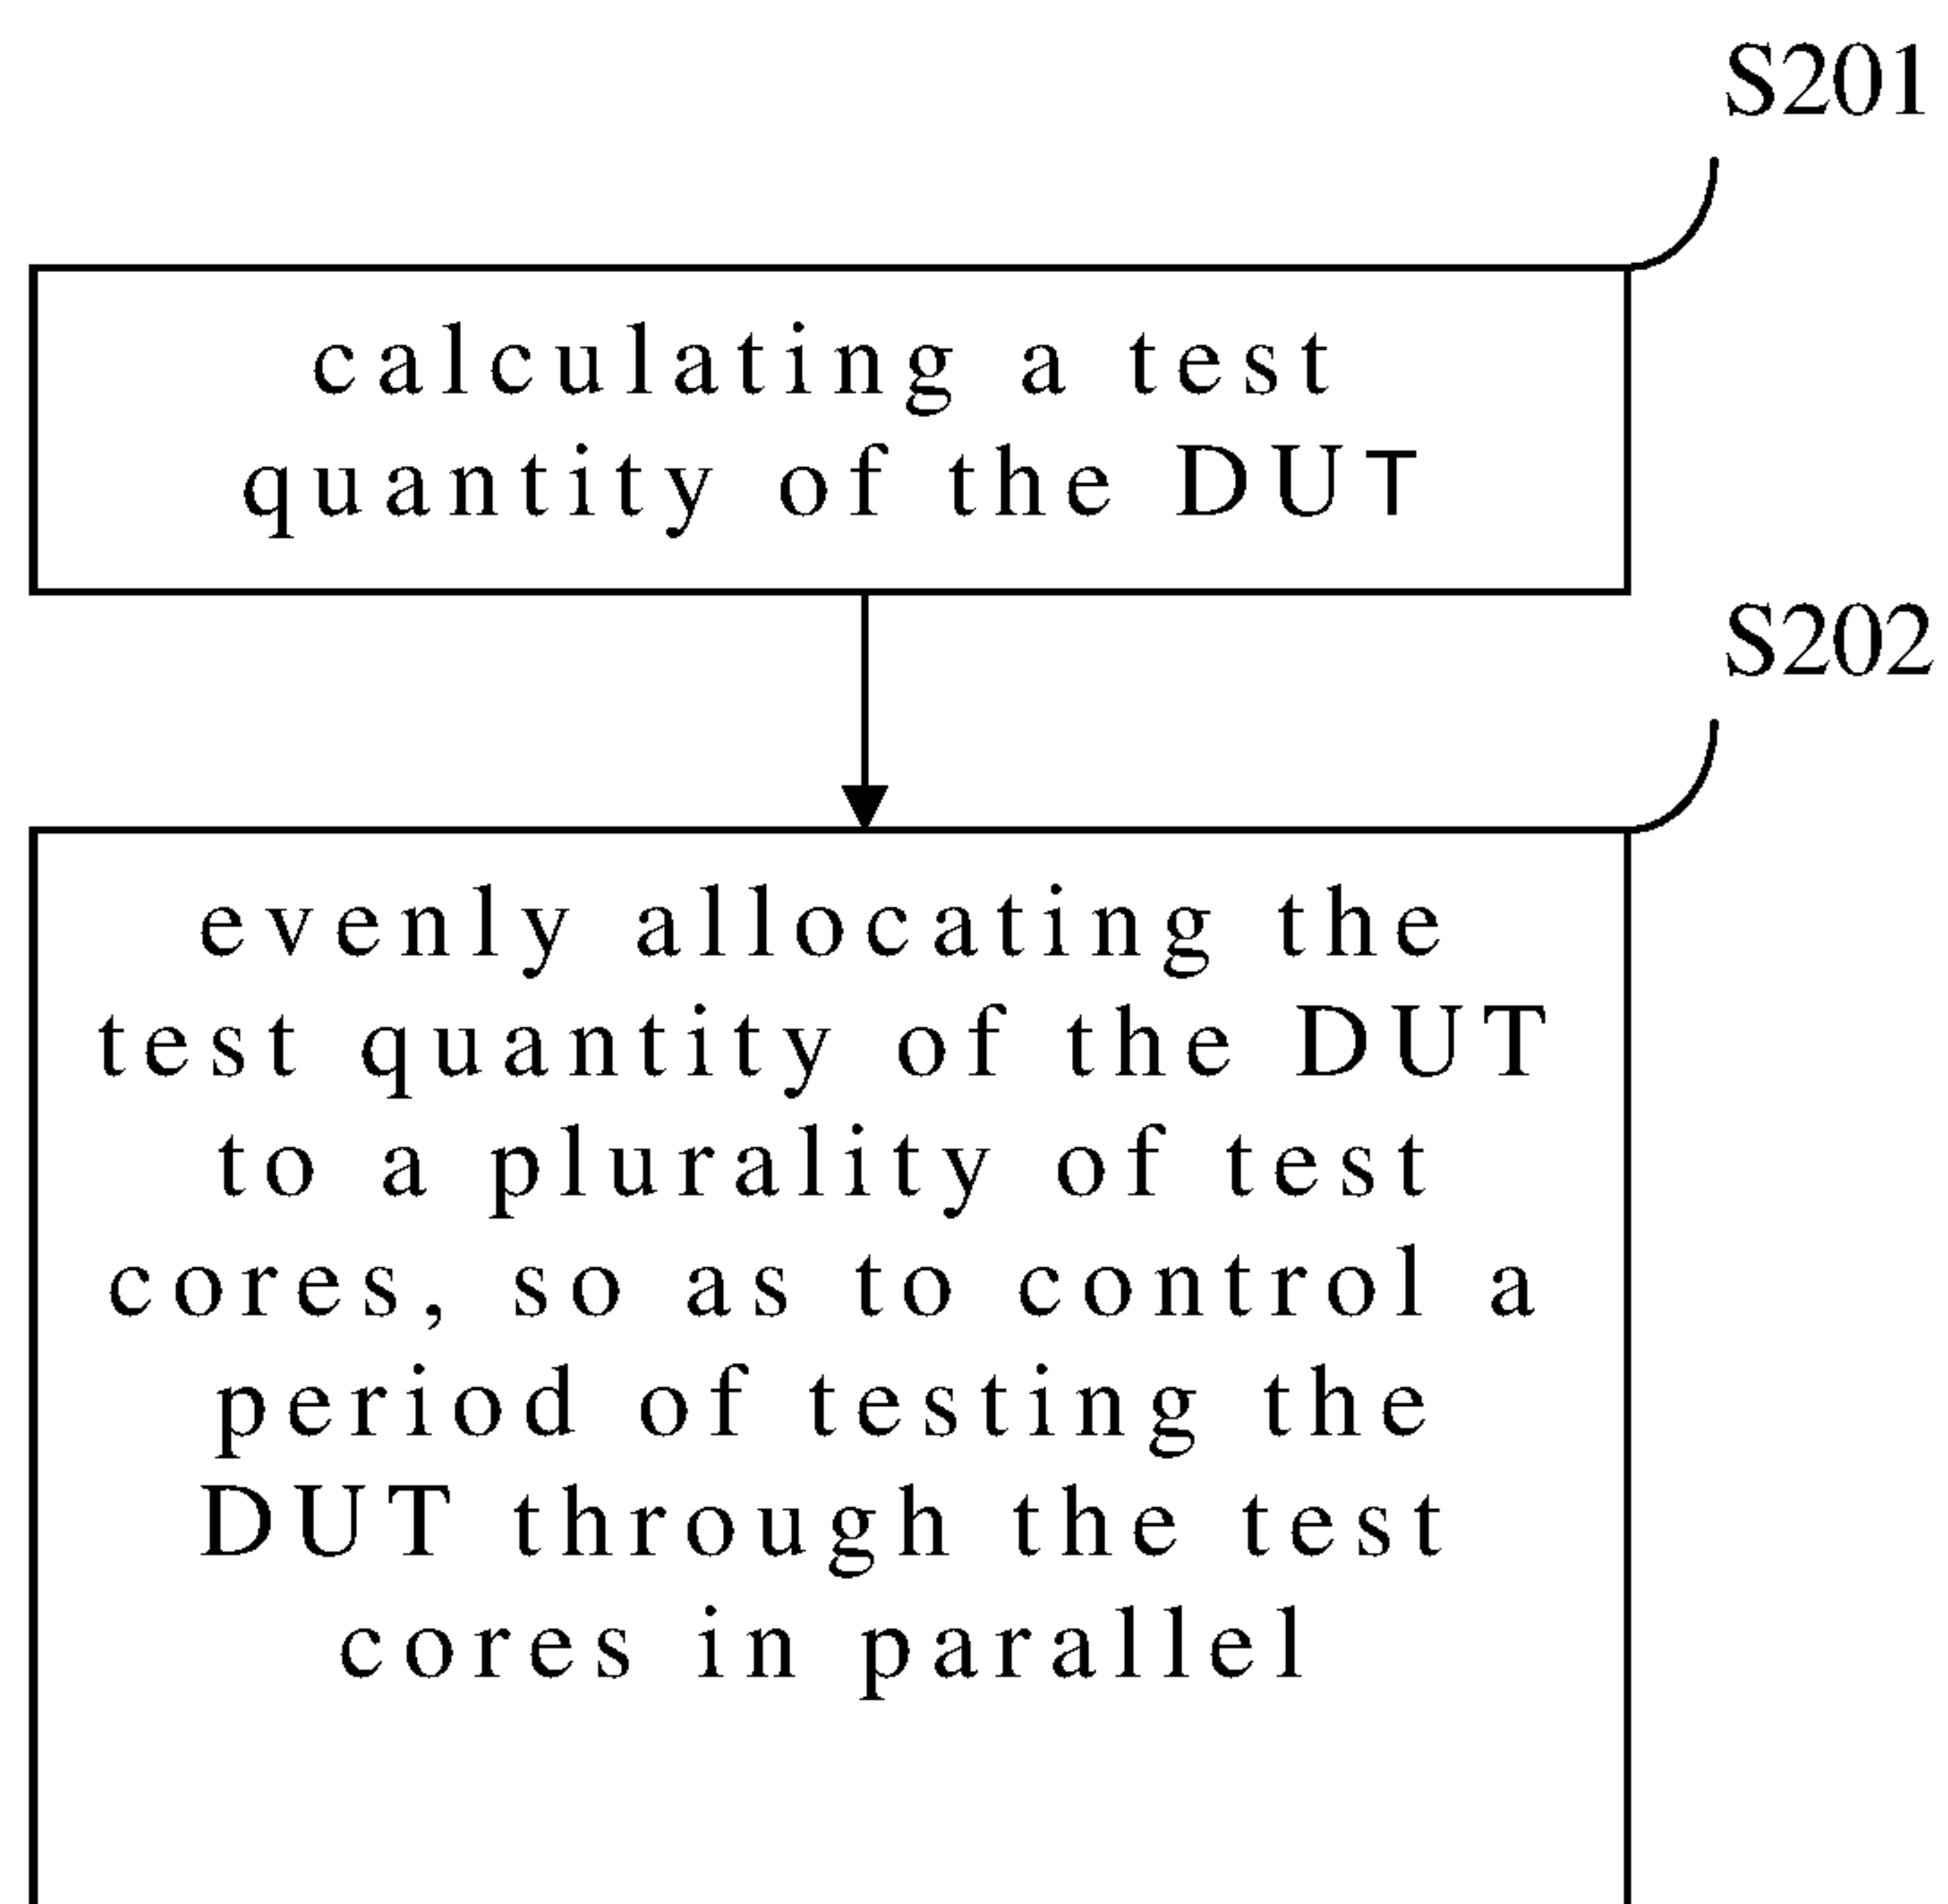 S201
calculating a test
quantity of the DUT
S202
evenly allocating the
test quantity of the DUT
to a plurality of test
cores, so as to control a
period of testing the
DUT through the test
cores in parallel